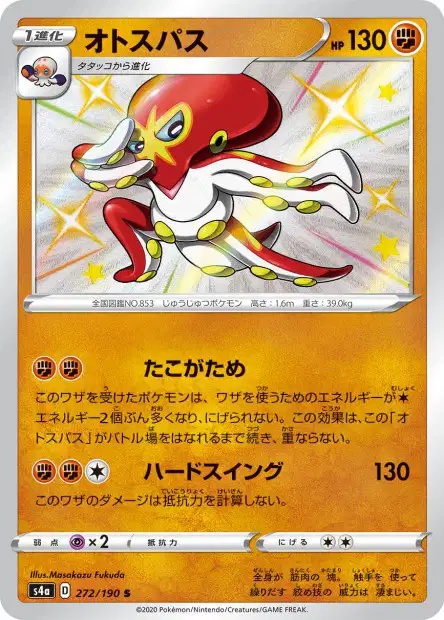 1進化
オトスパス
HP 130
タタッコから進化
全国図鑑NO.853 じゅうじゅつポケモン 高さ:1.6m 重さ:39.0kg
たこがため
このワザを受けたポケモンは、ワザを使うためのエネルギーが
エネルギー2個ぶん多くなり、にげられない。この効果は、この「オ
トスパス」がバトル場をはなれるまで続き、重ならない。
ハードスイング 130
このワザのダメージは抵抗力を計算しない。
弱点 ×2 抵抗力 にげる
Illus.Masakazu Fukuda
s4a D 272/190 S
全身が 筋肉の 塊。 触手を 使って
繰りだす 絞め技の 威力は 凄まじい。
©2020 Pokémon/Nintendo/Creatures/GAME FREAK.